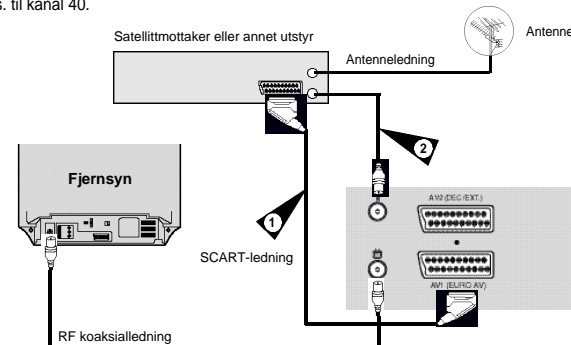 s. til kanal 40.
Satellittmottaker eller annet utstyr
Antenne
Antenneledning
2
Fjernsyn
AV2 (DEC./EXT.)
1
SCART-ledning
AV1 (EURO AV)
RF koaksialledning